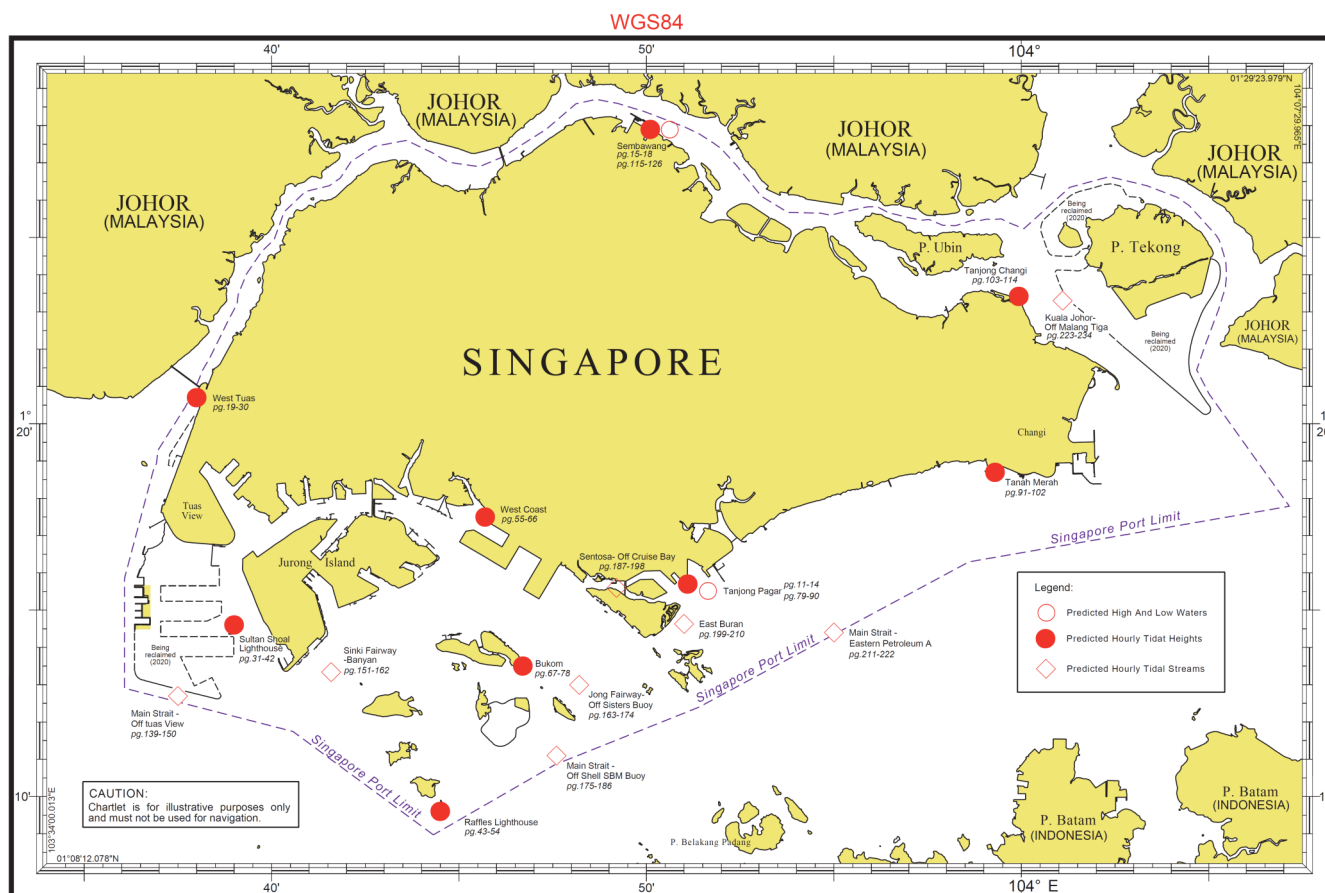 WGS84
40'
50'
104°
01°29'23.979"N
104°07'29.965"E
JOHOR
(MALAYSIA)
JOHOR
(MALAYSIA)
JOHOR
(MALAYSIA)
JOHOR
(MALAYSIA)
Sembawang
pg.15-18
pg.115-126
Being
reclaimed
(2020)
P. Ubin
P. Tekong
Tanjong Changi
pg.103-114
Kuala Johor-
Off Malang Tiga
pg.223-234
Being
reclaimed
(2020)
JOHOR
(MALAYSIA)
SINGAPORE
West Tuas
pg.19-30
1°
20'
1
20
Changi
Tanah Merah
pg.91-102
Tuas
View
West Coast
pg.55-66
Singapore Port Limit
Jurong Island
Sentosa- Off Cruise Bay
pg.187-198
Tanjong Pagar
pg.11-14
pg.79-90
Legend:
Predicted High And Low Waters
Predicted Hourly Tidat Heights
Predicted Hourly Tidal Streams
East Buran
pg.199-210
Main Strait -
Eastern Petroleum A
pg.211-222
Sultan Shoal
Lighthouse
pg.31-42
Being
reclaimed
(2020)
Sinki Fairway
-Banyan
pg.151-162
Bukom
pg.67-78
Singapore Port Limit
Jong Fairway-
Off Sisters Buoy
pg.163-174
Main Strait -
Off tuas View
pg.139-150
Singapore Port Limit
Main Strait -
Off Shell SBM Buoy
pg.175-186
CAUTION:
Chartlet is for illustrative purposes only
and must not be used for navigation.
10'
1
103°34'00.013"E
Raffles Lighthouse
pg.43-54
P. Belakang Padang
P. Batam
(INDONESIA)
P. Batam
(INDONESIA)
01°08'12.078"N
40'
50'
104° E